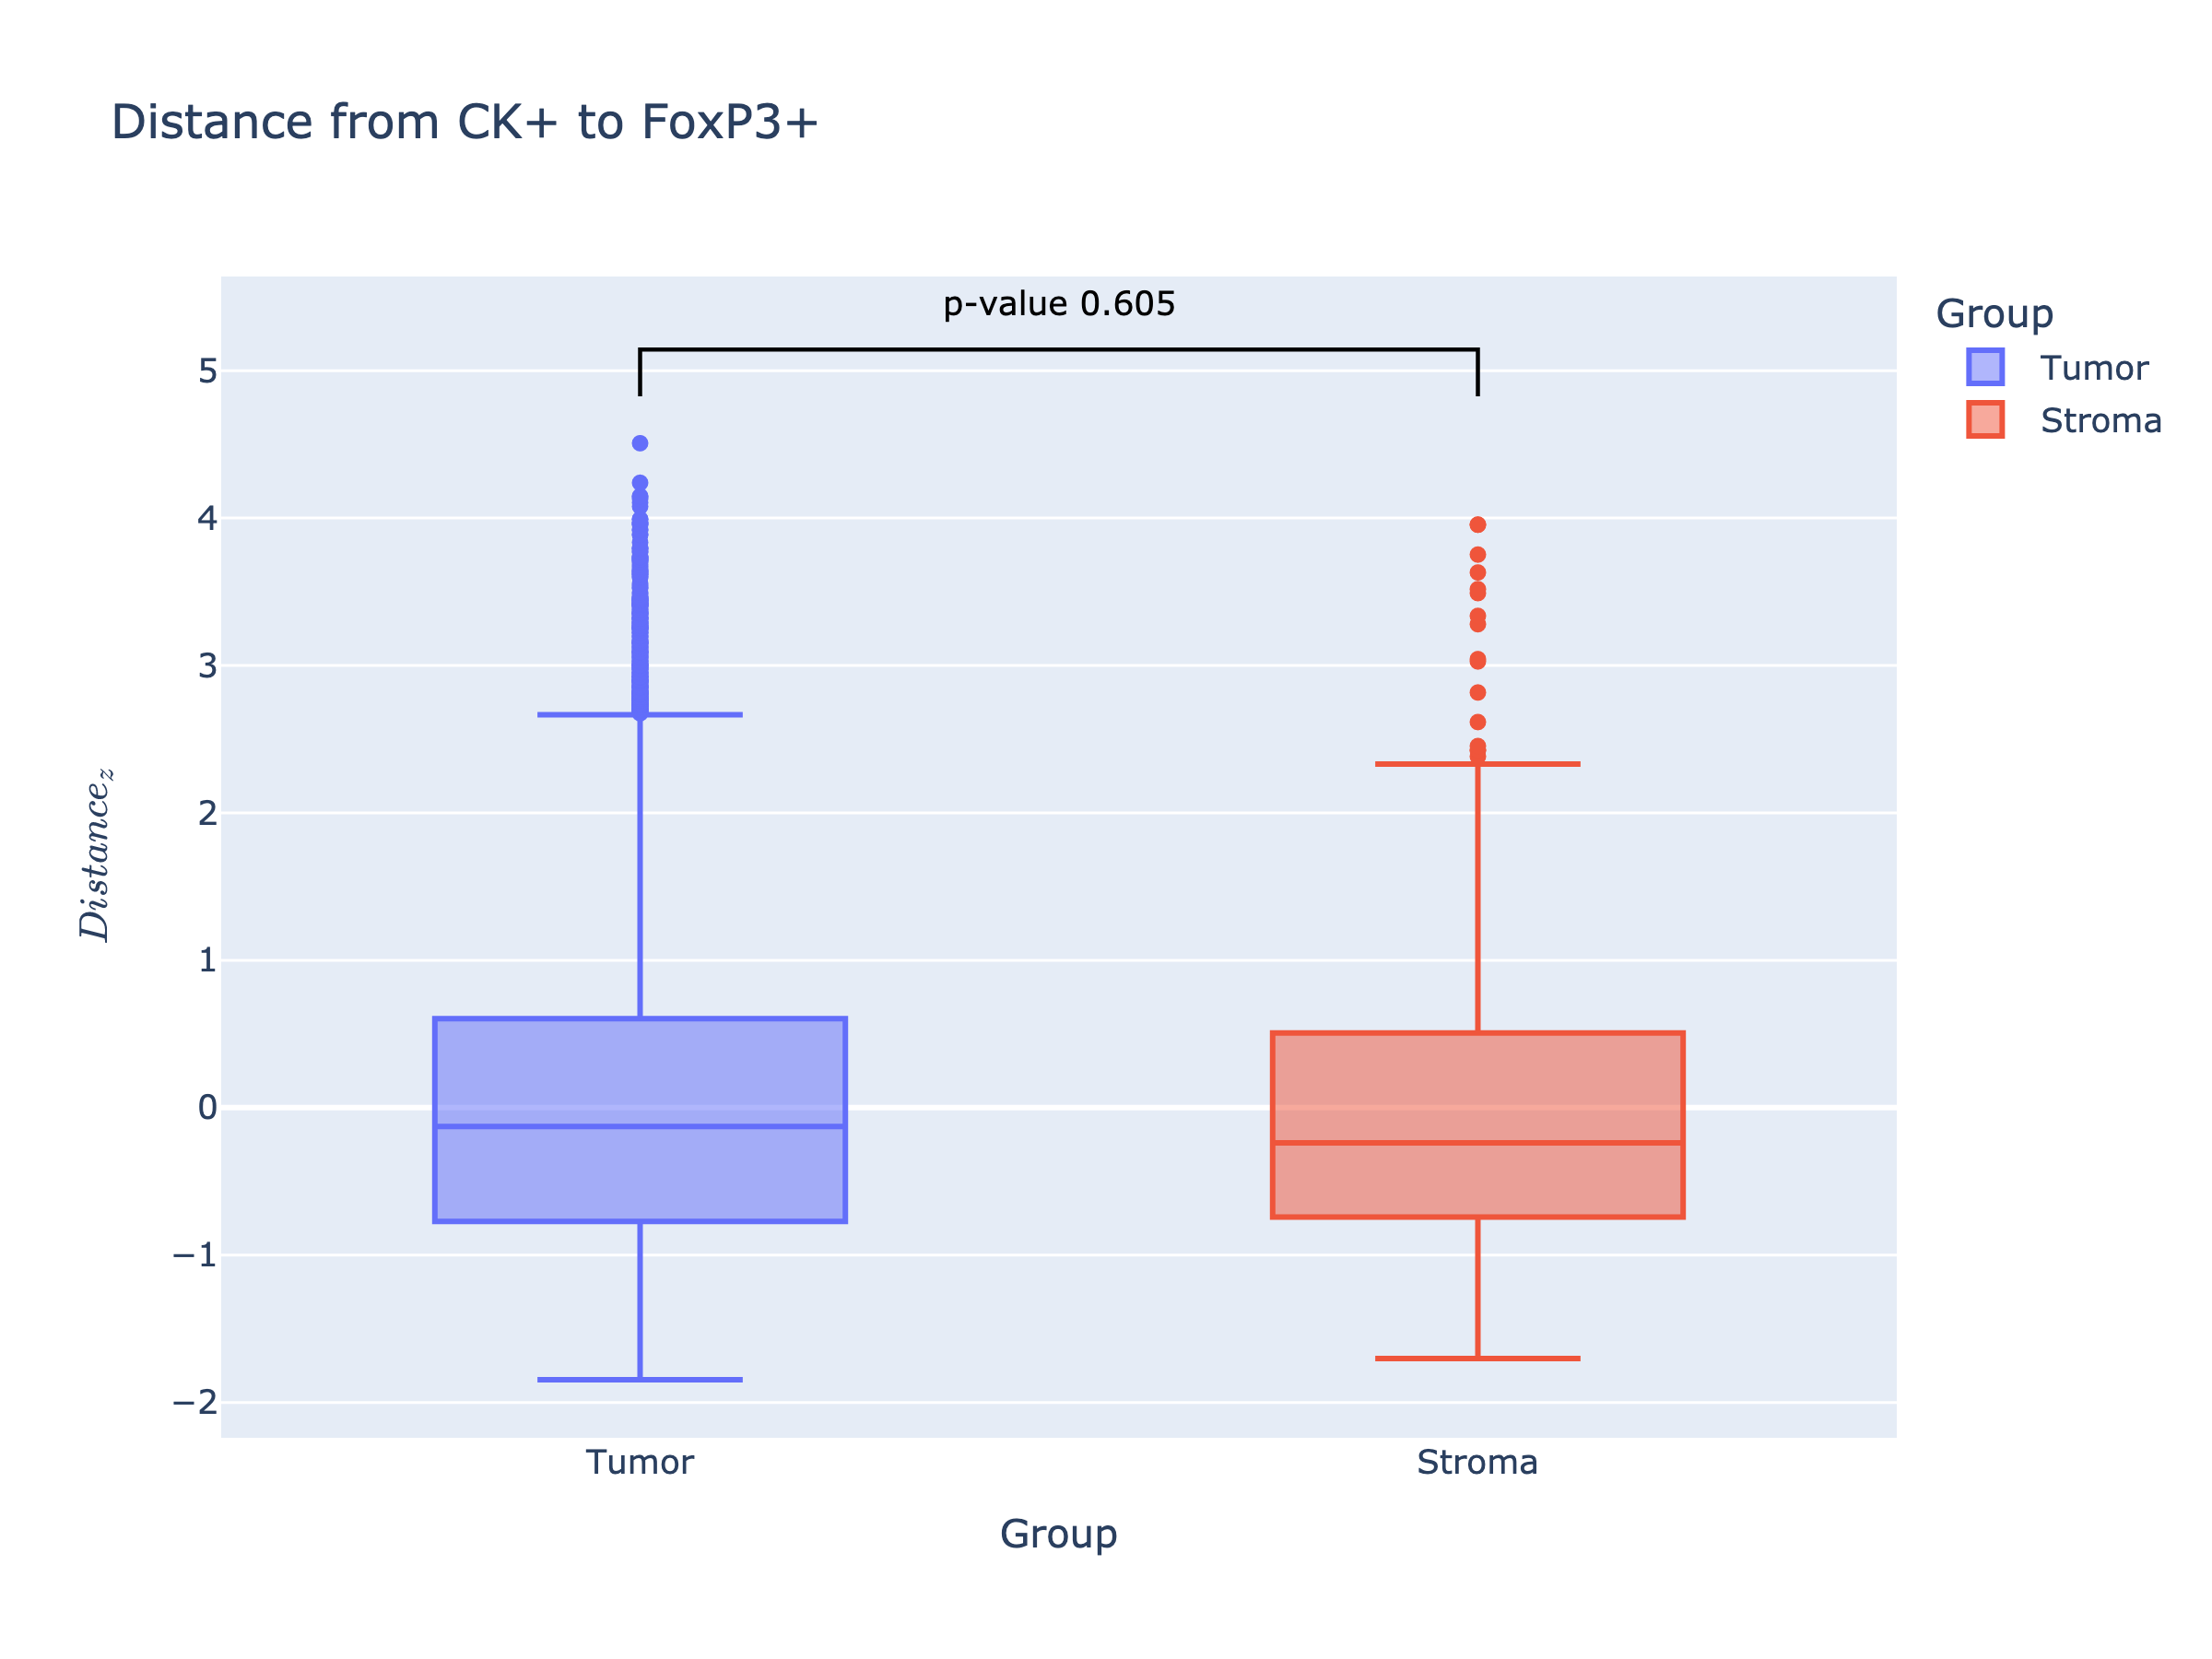 Distance from CK+ to FoxP3+
p-value 0.605
Group
Tumor
Stroma
5
4
3
2
1
0
−1
−2
Distance_z
Tumor
Stroma
Group